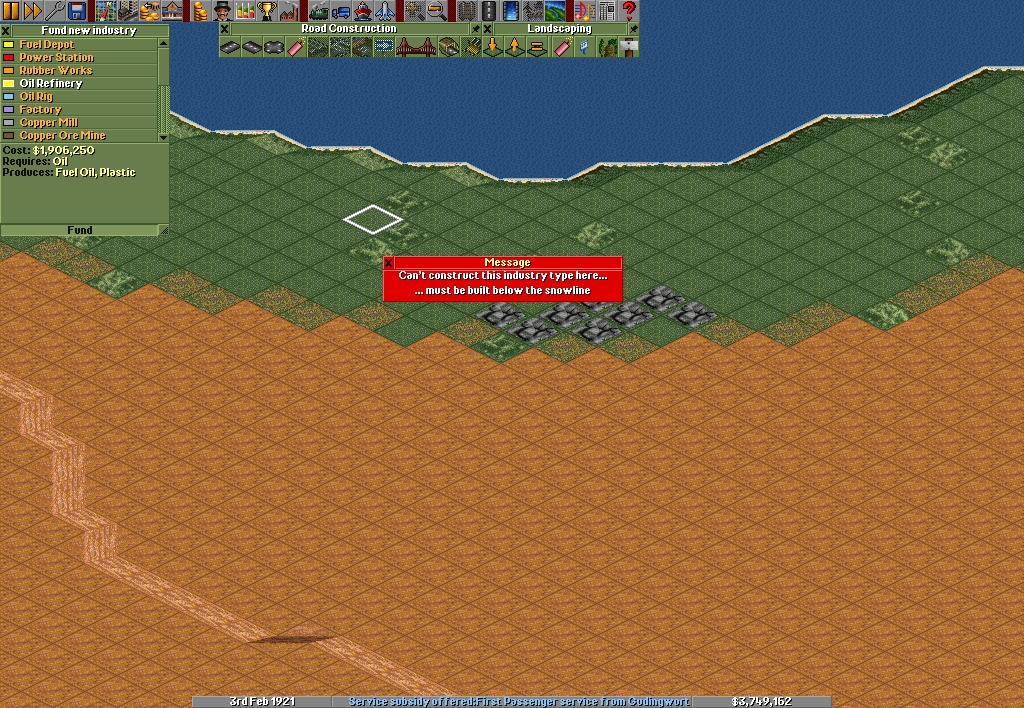 Fund new industry
Fuel Depot
Power Station
Rubber Works
Oil Refinery
Oil Rig
Factory
Copper Mill
Copper Ore Mine
Cost: $1,906,250
Requires: Oil
Produces: Fuel Oil, Plastic
Fund
Road Construction
Landscaping
Message
Can't construct this industry type here...
... must be built below the snowline
3rd Feb 1921
Service subsidy offered:First Passenger service from Gudingwort
$3,749,162